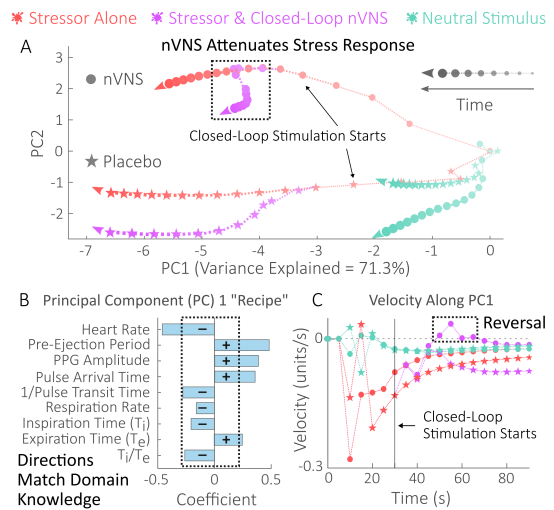 Stressor Alone Stressor & Closed-Loop nVNS Neutral Stimulus
A
nVNS Attenuates Stress Response
nVNS
Time
Closed-Loop Stimulation Starts
Placebo
PC2
3
2
1
0
-1
-2
-7 -6 -5 -4 -3 -2 -1 0
PC1 (Variance Explained = 71.3%)
B Principal Component (PC) 1 "Recipe"
Heart Rate
Pre-Ejection Period
PPG Amplitude
Pulse Arrival Time
1/Pulse Transit Time
Respiration Rate
Inspiration Time (Ti)
Expiration Time (Te)
Ti/Te
− + + + − − − + −
Directions
Match Domain
Knowledge
-0.5 0 0.5
Coefficient
C Velocity Along PC1
Reversal
Closed-Loop
Stimulation Starts
Velocity (units/s)
0
-0.3
0 20 40 60 80
Time (s)